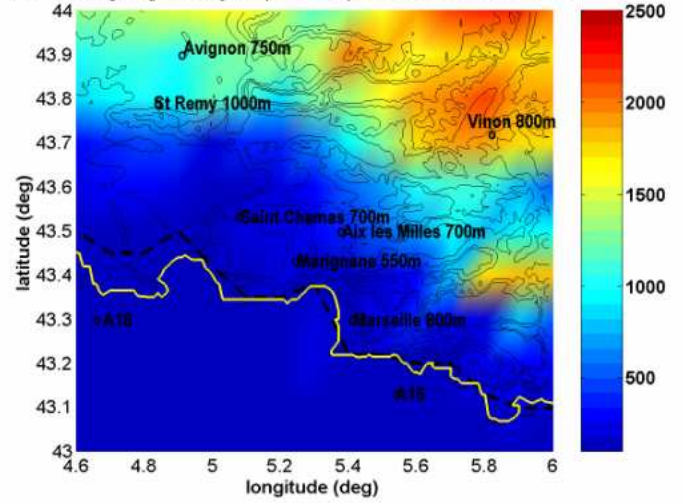 44
43.9
43.8
43.7
43.6
43.5
43.4
43.3
43.2
43.1
43
latitude (deg)
Avignon 750m
St Remy 1000m
Vinon 800m
Saint Chamas 700m
Aix les Milles 700m
Marignane 550m
A18
Marseille 800m
A15
4.6 4.8 5 5.2 5.4 5.6 5.8 6
longitude (deg)
2500
2000
1500
1000
500